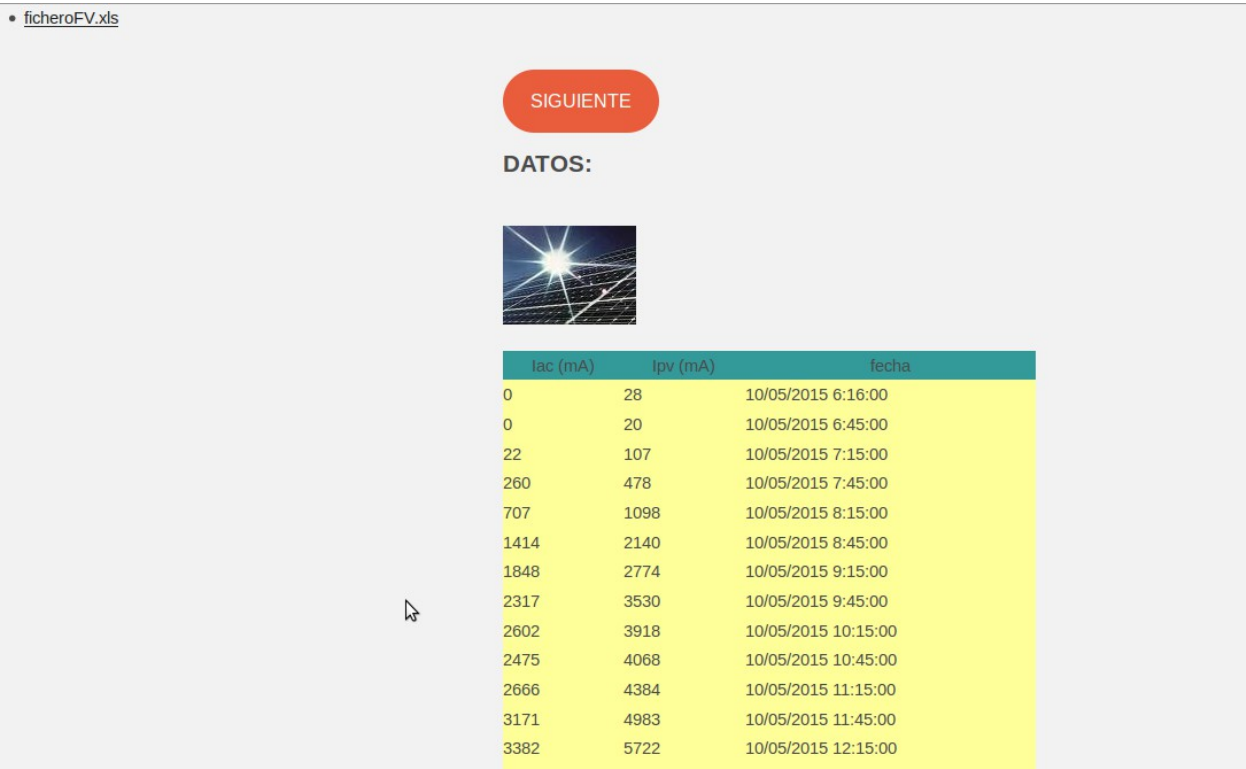 ficheroFV.xls
SIGUIENTE
DATOS:
Iac (mA) Ipv (mA) fecha
0 28 10/05/2015 6:16:00
0 20 10/05/2015 6:45:00
22 107 10/05/2015 7:15:00
260 478 10/05/2015 7:45:00
707 1098 10/05/2015 8:15:00
1414 2140 10/05/2015 8:45:00
1848 2774 10/05/2015 9:15:00
2317 3530 10/05/2015 9:45:00
2602 3918 10/05/2015 10:15:00
2475 4068 10/05/2015 10:45:00
2666 4384 10/05/2015 11:15:00
3171 4983 10/05/2015 11:45:00
3382 5722 10/05/2015 12:15:00